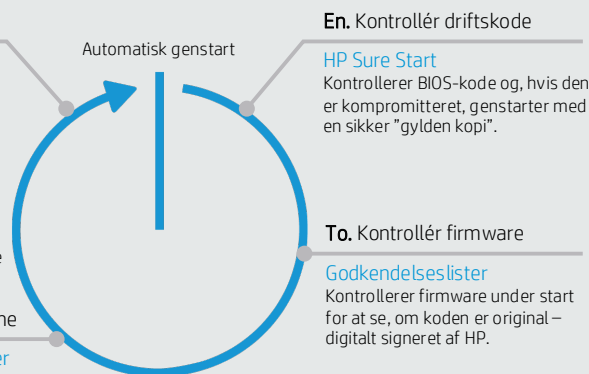 Automatisk genstart
En. Kontrollér driftskode
HP Sure Start
Kontrollerer BIOS-kode og, hvis den
er kompromitteret, genstarter med
en sikker ”gylden kopi”.
To. Kontrollér firmware
Godkendelseslister
Kontrollerer firmware under start
for at se, om koden er original –
digitalt signeret af HP.